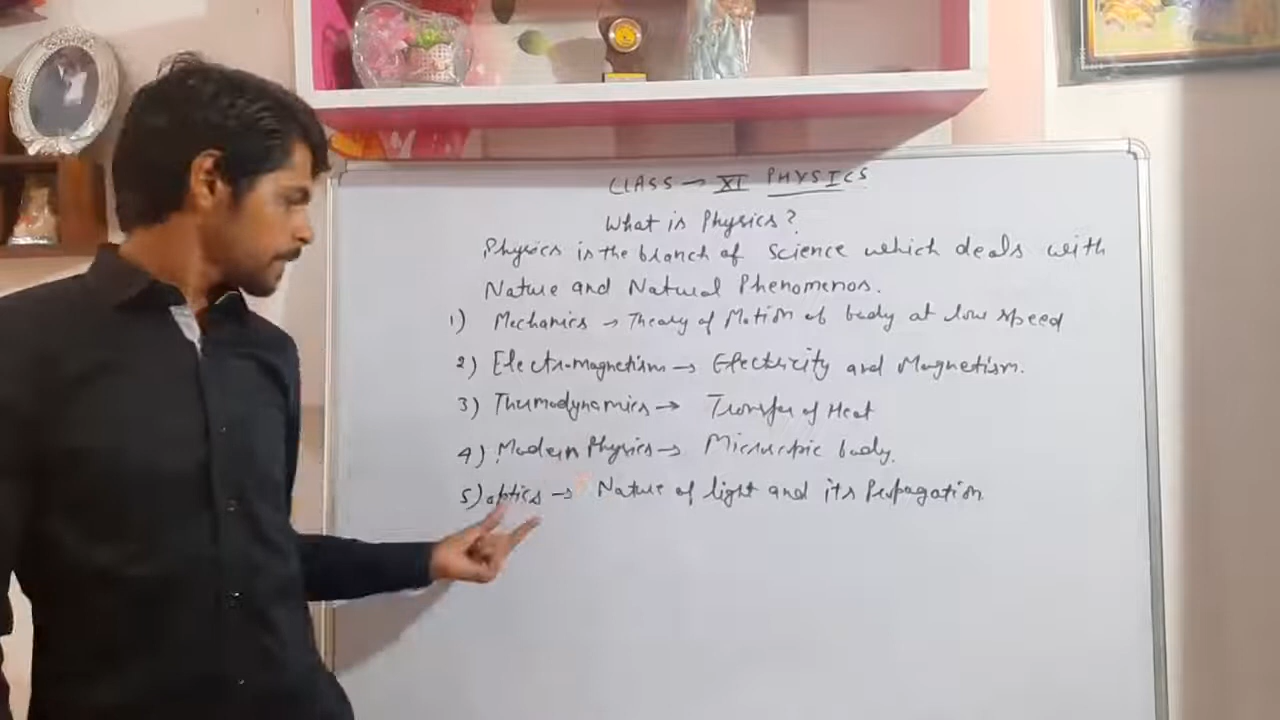 CLASS → XI PHYSICS
What is Physics?
Physics is the branch of Science which deals with
Nature and Natural Phenomenos.
1) Mechanics → Theory of Motion of body at low speed
2) Electro-magnetism → Electricity and Magnetism.
3) Thermodynamics → Transfer of Heat
4) Modern Physics → Microscopic body.
5) optics → Nature of light and its Propagation